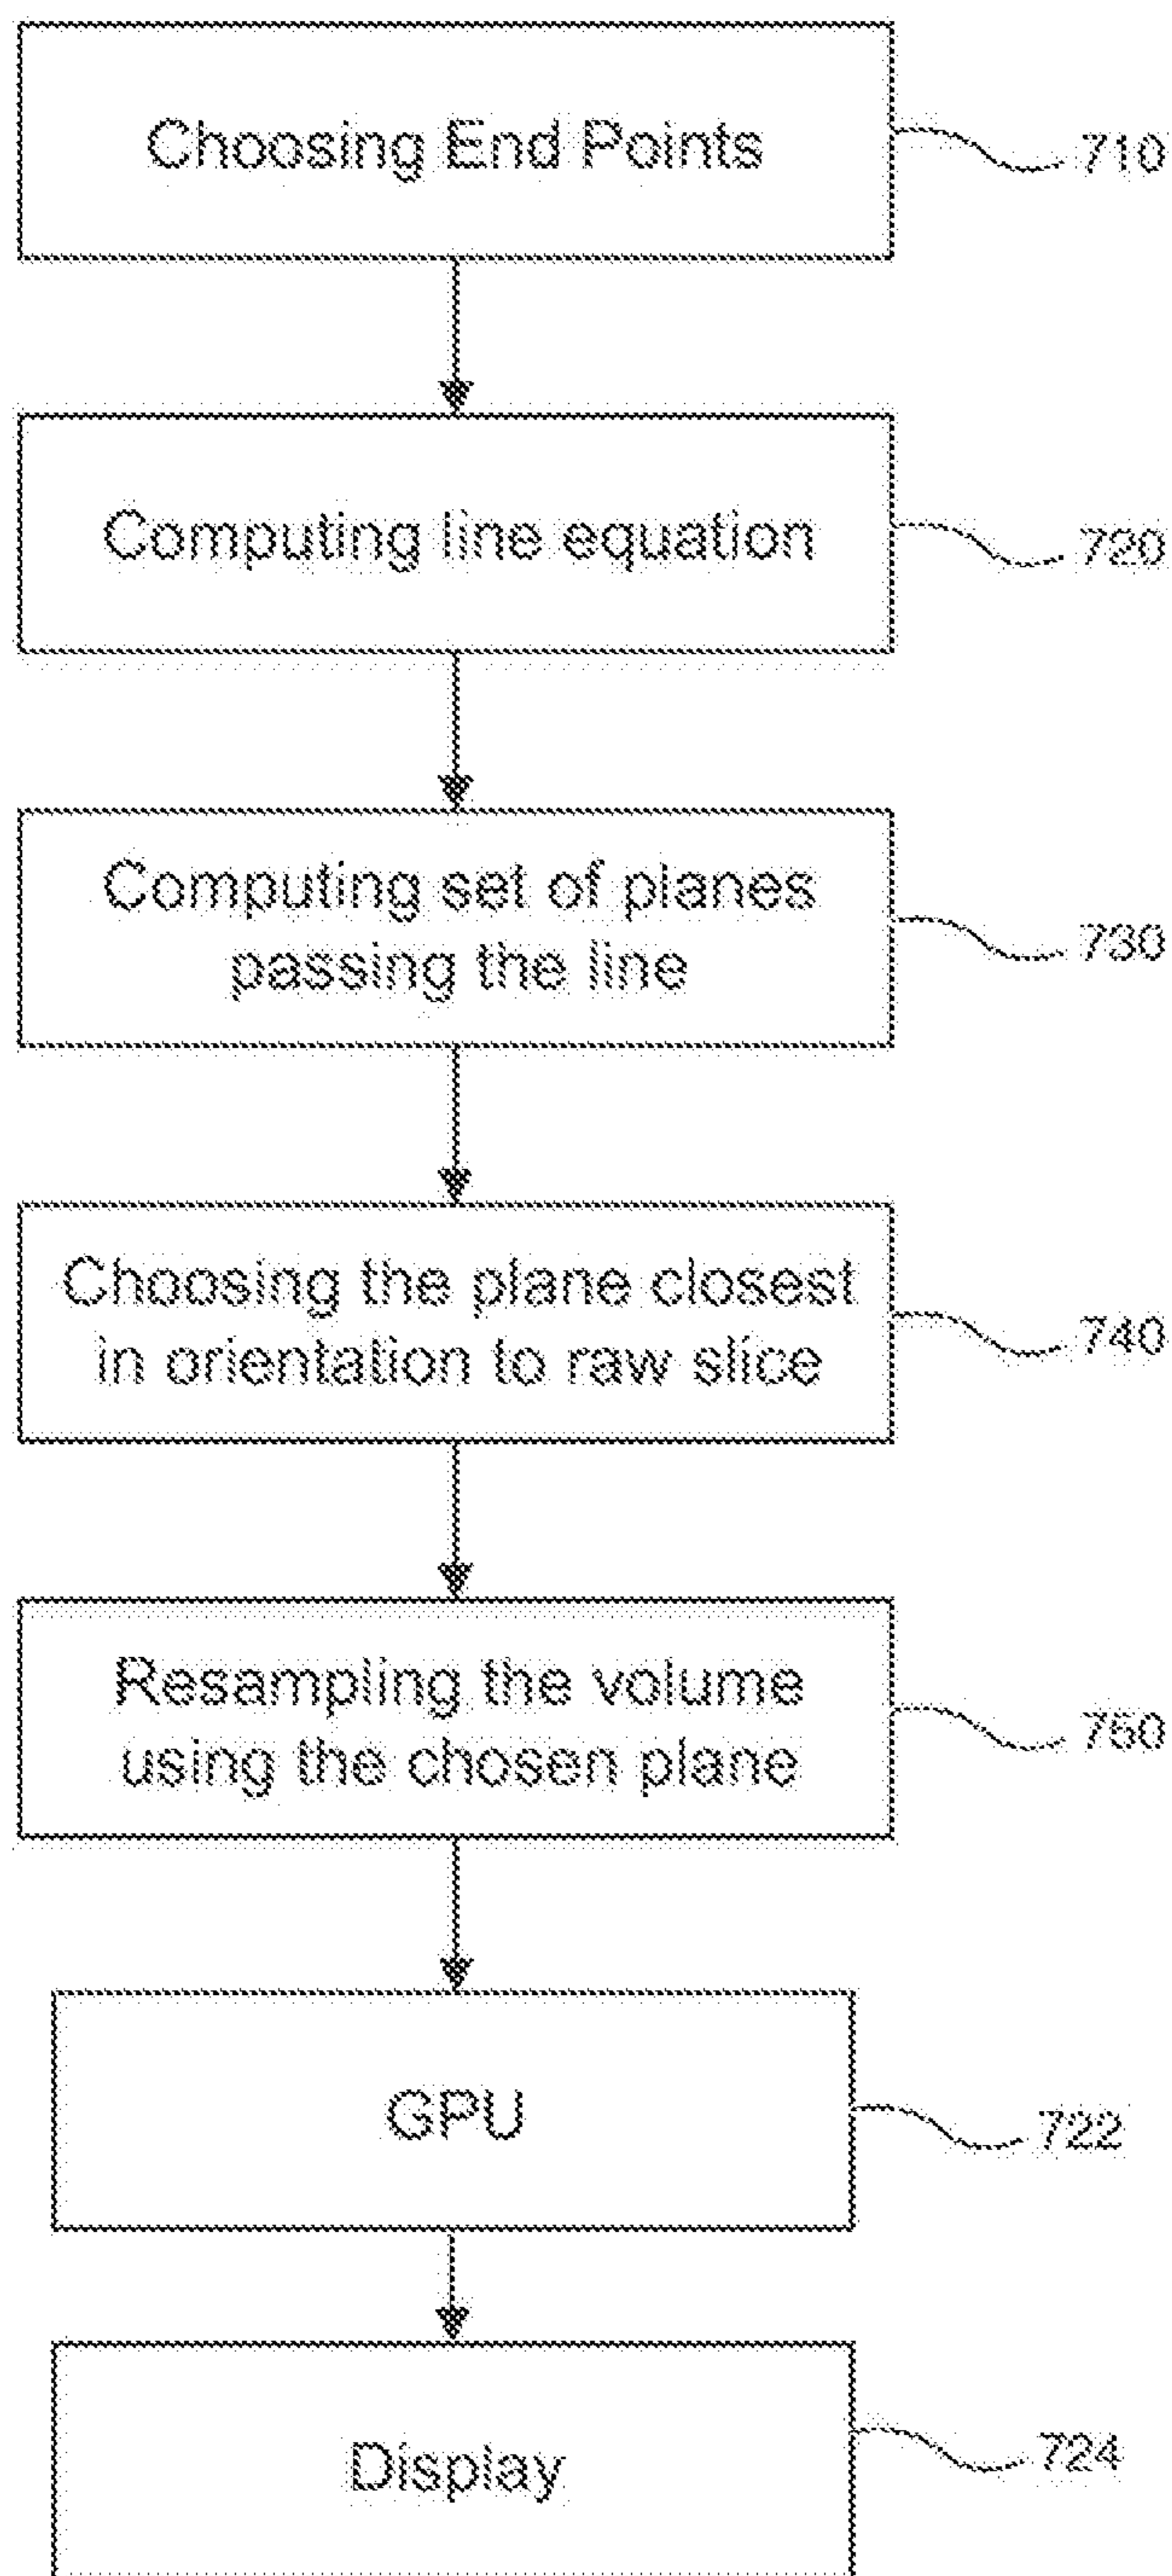 Choosing End Points
710
Computing line equation
720
Computing set of planes
passing the line
730
Choosing the plane closest
in orientation to raw slice
740
Resampling the volume
using the chosen plane
750
GPU
722
Display
724